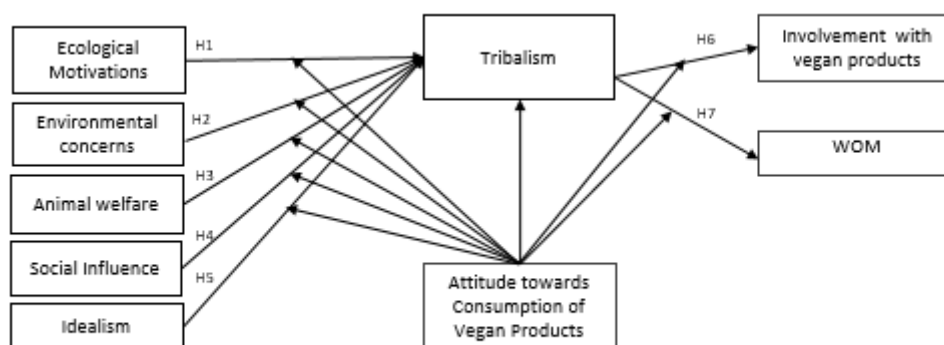 Ecological
Motivations
H1
Tribalism
H6
Involvement with
vegan products
Environmental
concerns
H2
H7
WOM
H3
Animal welfare
H4
Social Influence
H5
Idealism
Attitude towards
Consumption of
Vegan Products